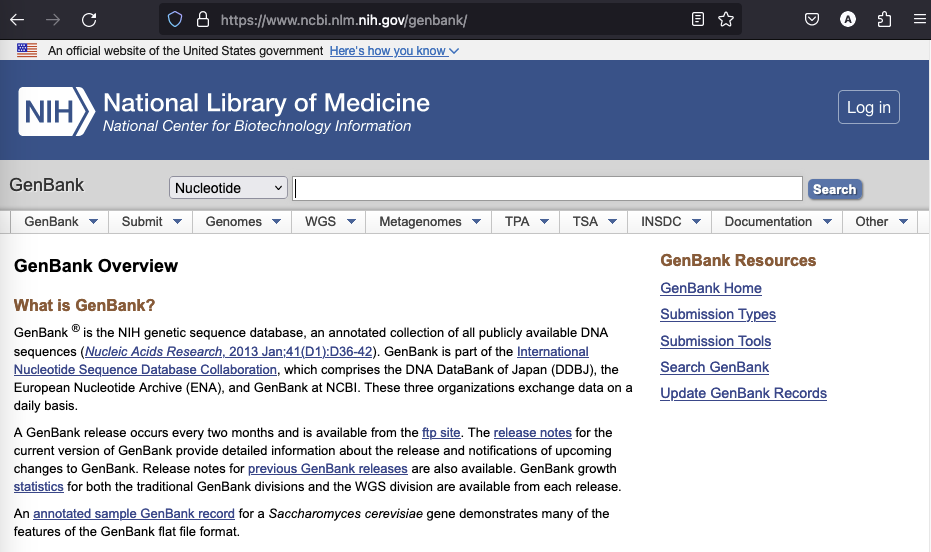 https://www.ncbi.nlm.nih.gov/genbank/
A
An official website of the United States government Here's how you know
NIH National Library of Medicine
National Center for Biotechnology Information
Log in
GenBank Nucleotide Search
GenBank Submit Genomes WGS Metagenomes TPA TSA INSDC Documentation Other
GenBank Overview
What is GenBank?
GenBank ® is the NIH genetic sequence database, an annotated collection of all publicly available DNA
sequences (Nucleic Acids Research, 2013 Jan;41(D1):D36-42). GenBank is part of the International
Nucleotide Sequence Database Collaboration, which comprises the DNA DataBank of Japan (DDBJ), the
European Nucleotide Archive (ENA), and GenBank at NCBI. These three organizations exchange data on a
daily basis.
A GenBank release occurs every two months and is available from the ftp site. The release notes for the
current version of GenBank provide detailed information about the release and notifications of upcoming
changes to GenBank. Release notes for previous GenBank releases are also available. GenBank growth
statistics for both the traditional GenBank divisions and the WGS division are available from each release.
An annotated sample GenBank record for a Saccharomyces cerevisiae gene demonstrates many of the
features of the GenBank flat file format.
GenBank Resources
GenBank Home
Submission Types
Submission Tools
Search GenBank
Update GenBank Records